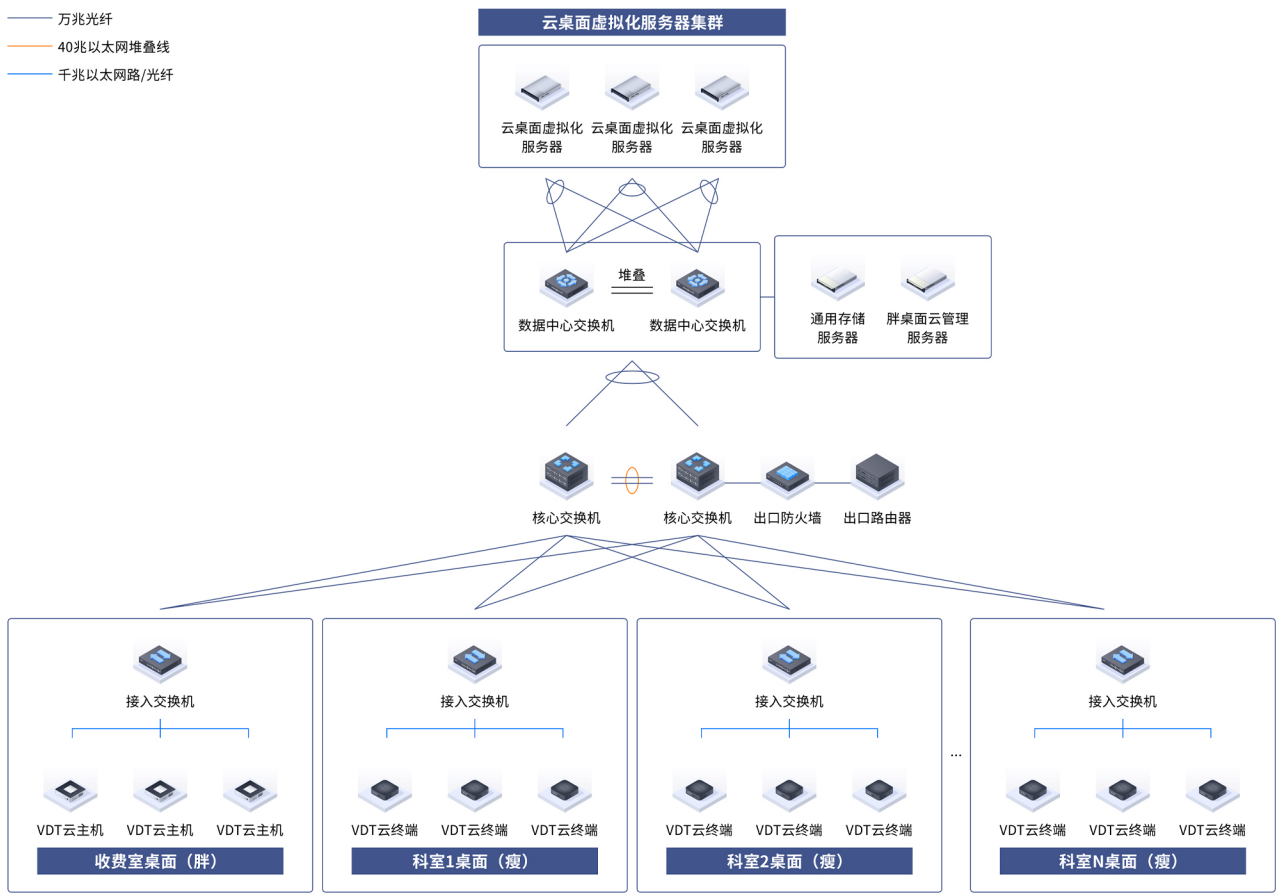 万兆光纤
40兆以太网堆叠线
千兆以太网路/光纤
云桌面虚拟化服务器集群
云桌面虚拟化 云桌面虚拟化 云桌面虚拟化
服务器 服务器 服务器
堆叠
数据中心交换机 数据中心交换机
通用存储 胖桌面云管理
服务器 服务器
核心交换机 核心交换机 出口防火墙 出口路由器
接入交换机 接入交换机 接入交换机 接入交换机
...
VDT云主机 VDT云主机 VDT云主机 VDT云终端 VDT云终端 VDT云终端 VDT云终端 VDT云终端 VDT云终端 VDT云终端 VDT云终端 VDT云终端
收费室桌面（胖） 科室1桌面（瘦） 科室2桌面（瘦） 科室N桌面（瘦）